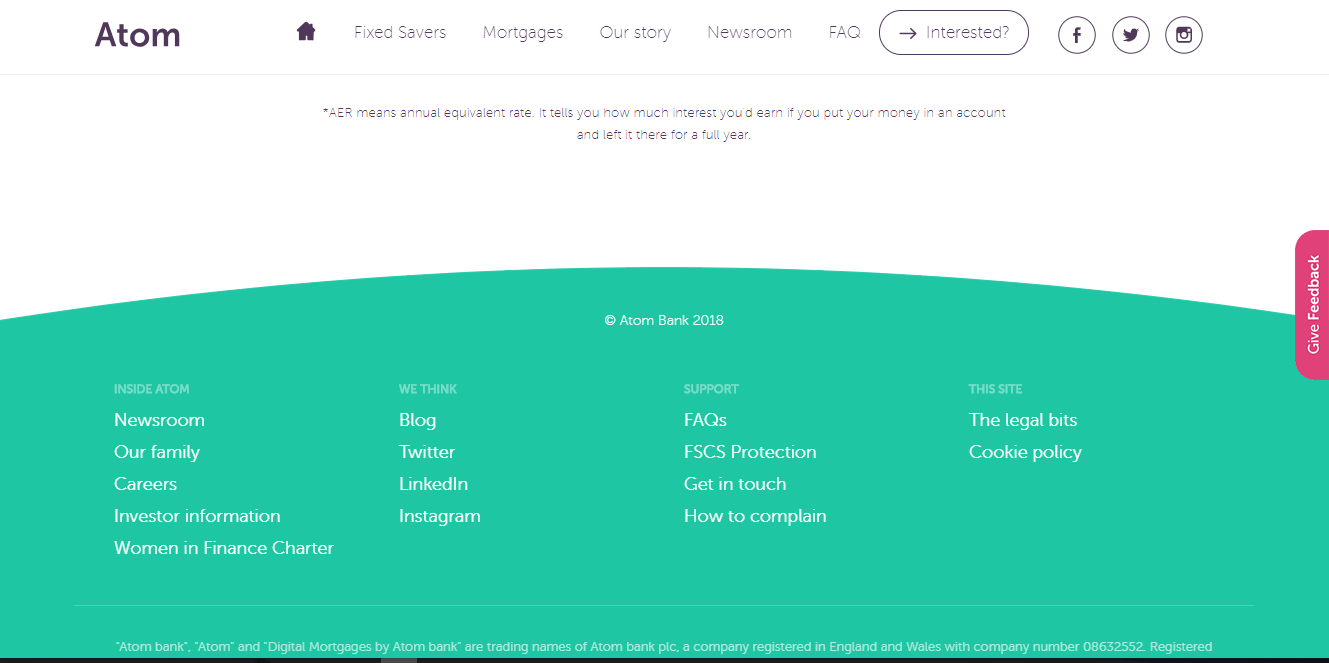 Atom
Fixed Savers Mortgages Our story Newsroom FAQ → Interested?
*AER means annual equivalent rate. It tells you how much interest you'd earn if you put your money in an account
and left it there for a full year.
Give Feedback
© Atom Bank 2018
INSIDE ATOM
Newsroom
Our family
Careers
Investor information
Women in Finance Charter
WE THINK
Blog
Twitter
LinkedIn
Instagram
SUPPORT
FAQs
FSCS Protection
Get in touch
How to complain
THIS SITE
The legal bits
Cookie policy
"Atom bank", "Atom" and "Digital Mortgages by Atom bank" are trading names of Atom bank plc, a company registered in England and Wales with company number 08632552. Registered